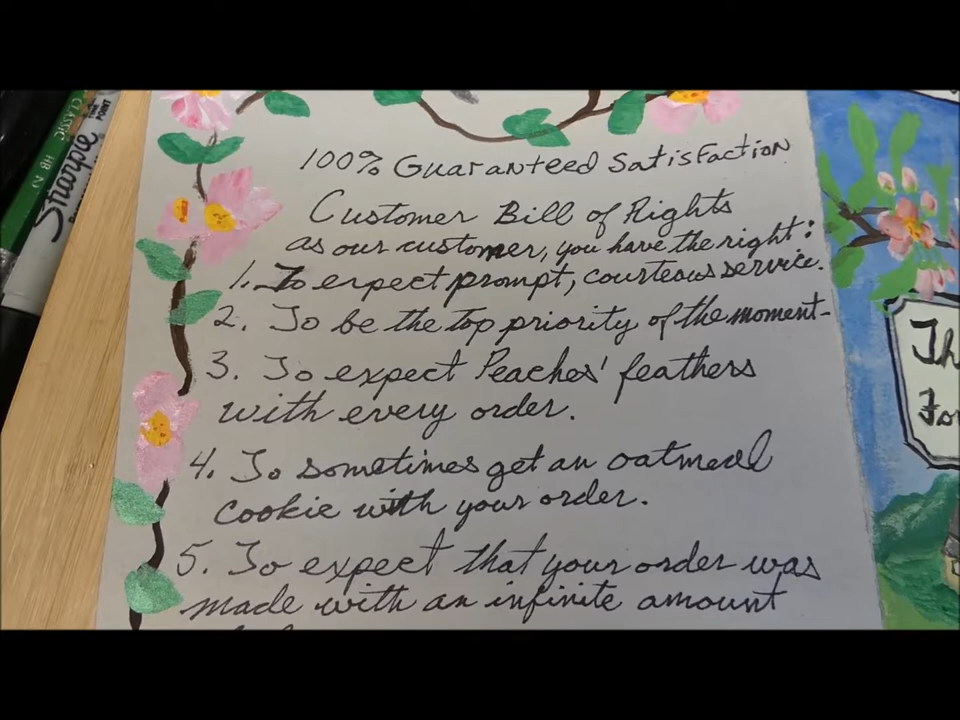 100% Guaranteed Satisfaction
Customer Bill of Rights
as our customer, you have the right:
1. To expect prompt, courteous service.
2. To be the top priority of the moment-
3. To expect Peaches' feathers
with every order.
4. To sometimes get an oatmeal
cookie with your order.
5. To expect that your order was
made with an infinite amount
CLASSIC HB
Sharpie
POINT